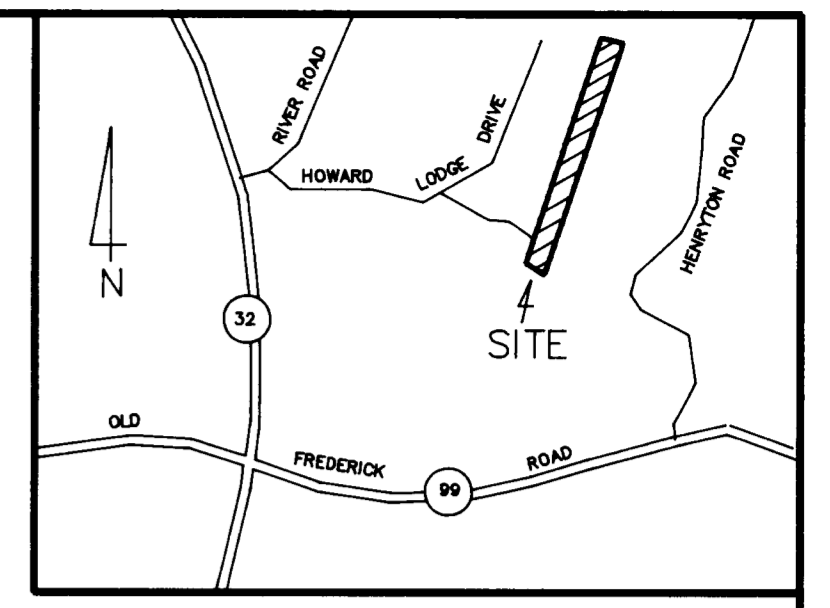 RIVER ROAD
HOWARD LODGE DRIVE
HENRYTON ROAD
N
32
SITE
OLD FREDERICK ROAD
99